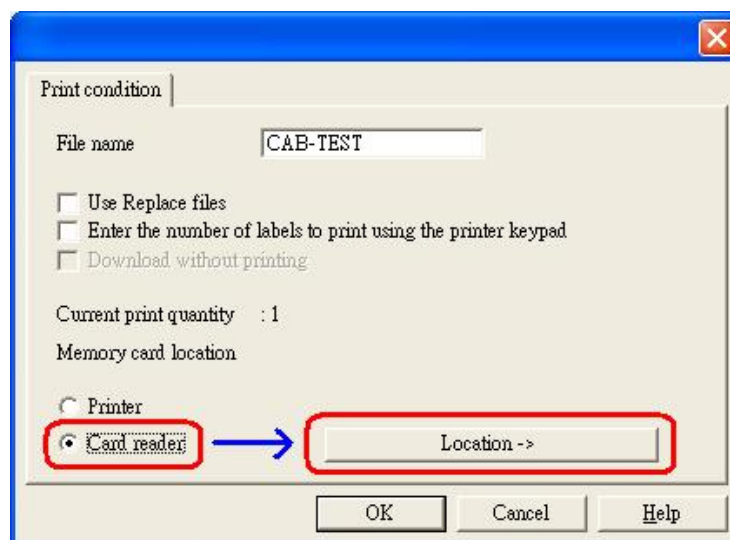 Print condition
File name CAB-TEST
Use Replace files
Enter the number of labels to print using the printer keypad
Download without printing
Current print quantity : 1
Memory card location
Printer
Card reader Location ->
OK Cancel Help